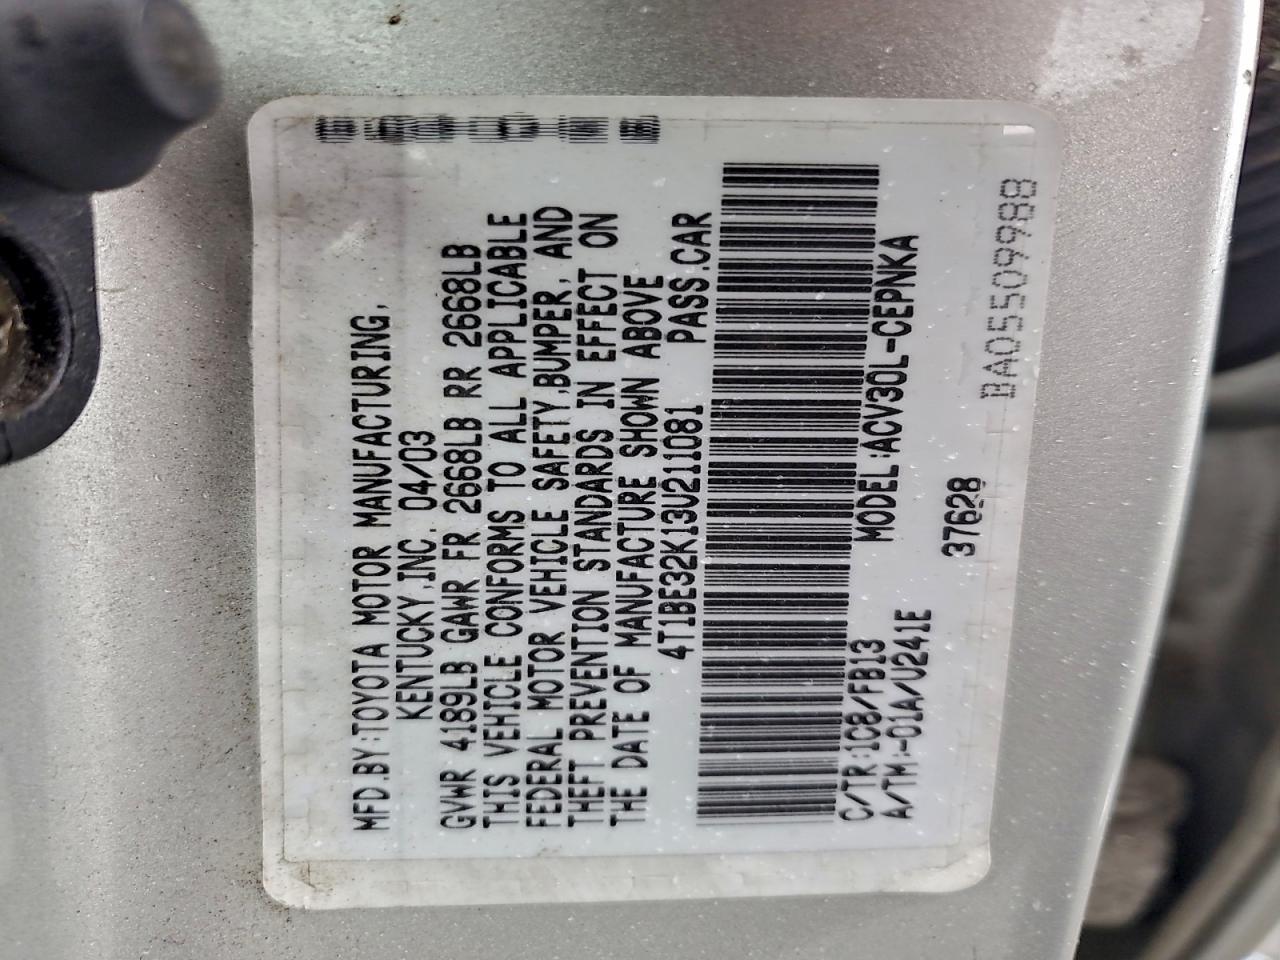 MFD.BY:TOYOTA MOTOR MANUFACTURING,
KENTUCKY,INC. 04/03
GVWR 4189LB GAWR FR 2668LB RR 2668LB
THIS VEHICLE CONFORMS TO ALL APPLICABLE
FEDERAL MOTOR VEHICLE SAFETY,BUMPER, AND
THEFT PREVENTION STANDARDS IN EFFECT ON
THE DATE OF MANUFACTURE SHOWN ABOVE
4T1BE32K13U211081 PASS.CAR
C/TR:1C8/FB13 MODEL:ACV30L-CEPNKA
A/TM:-01A/U241E
37628
BA05509988